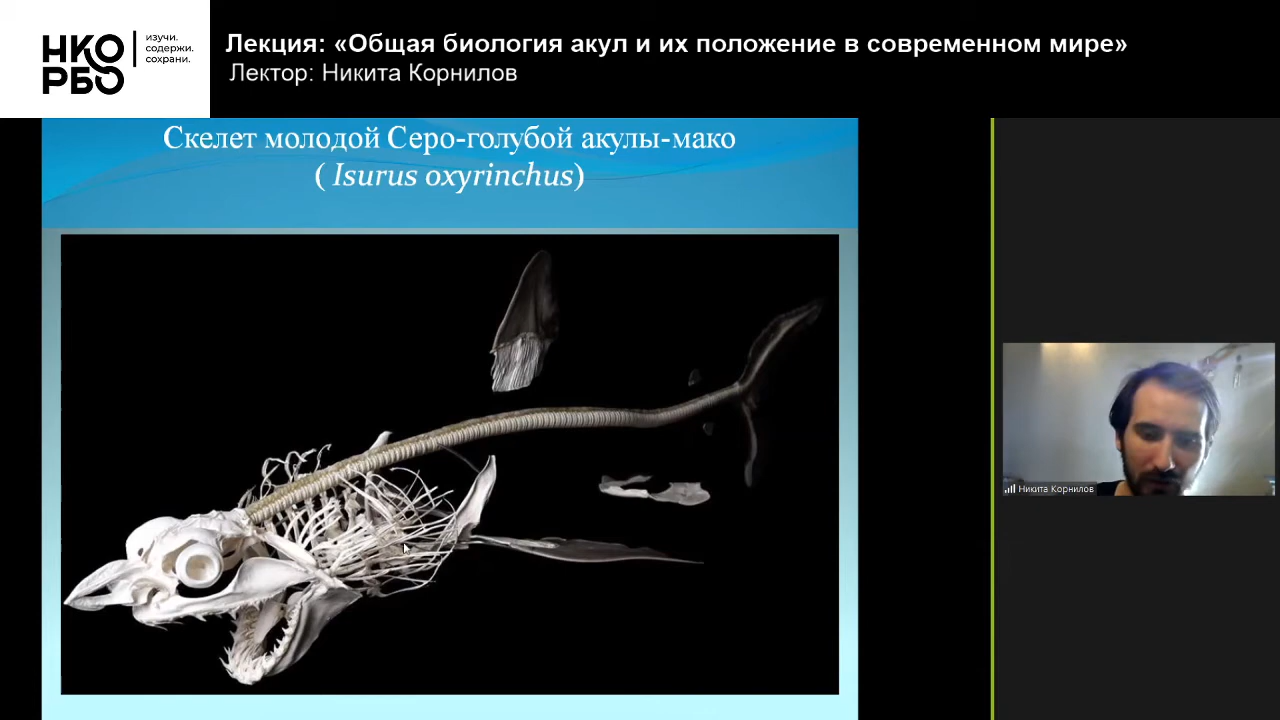 НКО
РБО
изучи.
содержи.
сохрани.
Лекция: «Общая биология акул и их положение в современном мире»
Лектор: Никита Корнилов
Скелет молодой Серо-голубой акулы-мако
( Isurus oxyrinchus)
Никита Корнилов